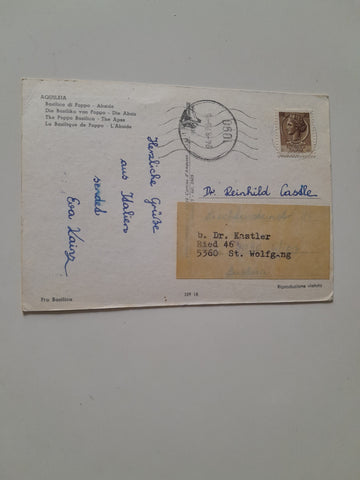 AQUILEIA
Basilica di Poppo - Abside
Die Basilika von Poppo - Die Absis
The Poppo Basilica - The Apse
La Basilique de Poppo - L'Abside
Herzliche Grüße
aus Italien
sendet
Eva Kainz
Dr. Reinhild Castle
b. Dr. Kastler
Ried 46
5360 St. Wolfgang
Pro Basilica
Riproduzione vietata